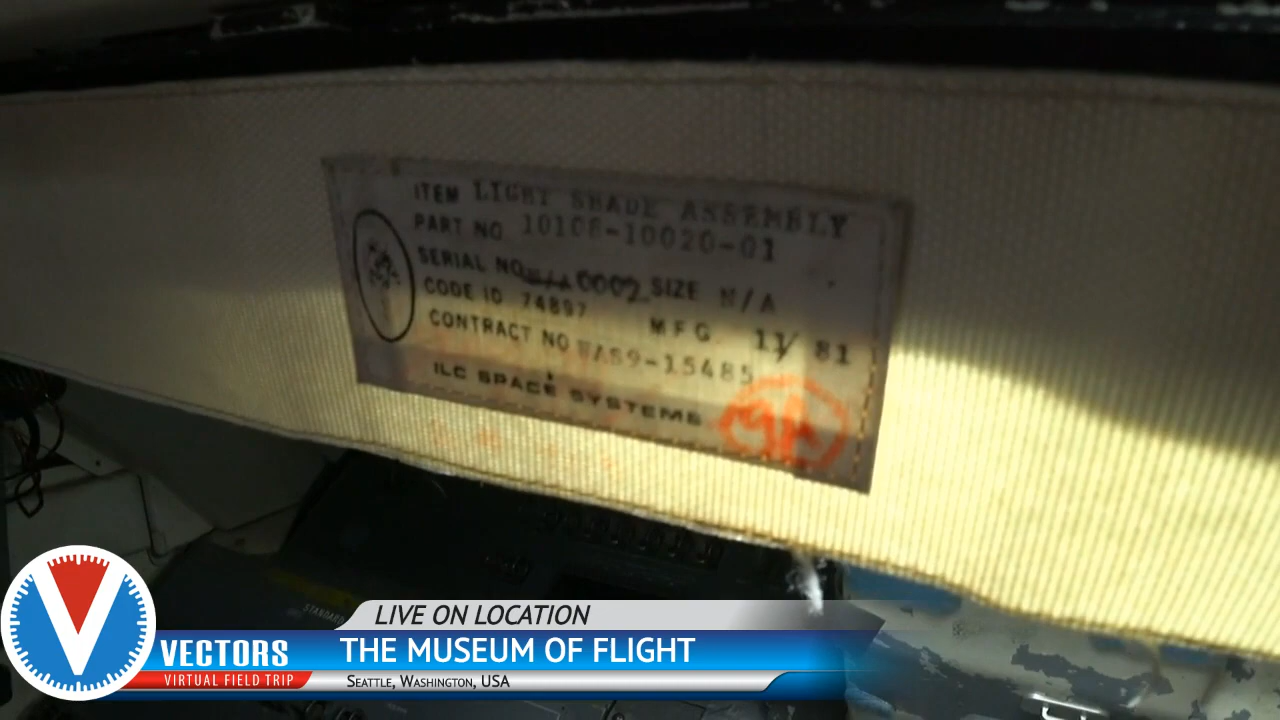 ITEM LIGHT SHADE ASSEMBLY
PART NO 10108-10020-01
SERIAL NO N/A 0002 SIZE N/A
CODE ID 74897 MFG 11/81
CONTRACT NO NAS9-15485
ILC SPACE SYSTEMS
STANDARD
LIVE ON LOCATION
V
VECTORS
THE MUSEUM OF FLIGHT
VIRTUAL FIELD TRIP
SEATTLE, WASHINGTON, USA